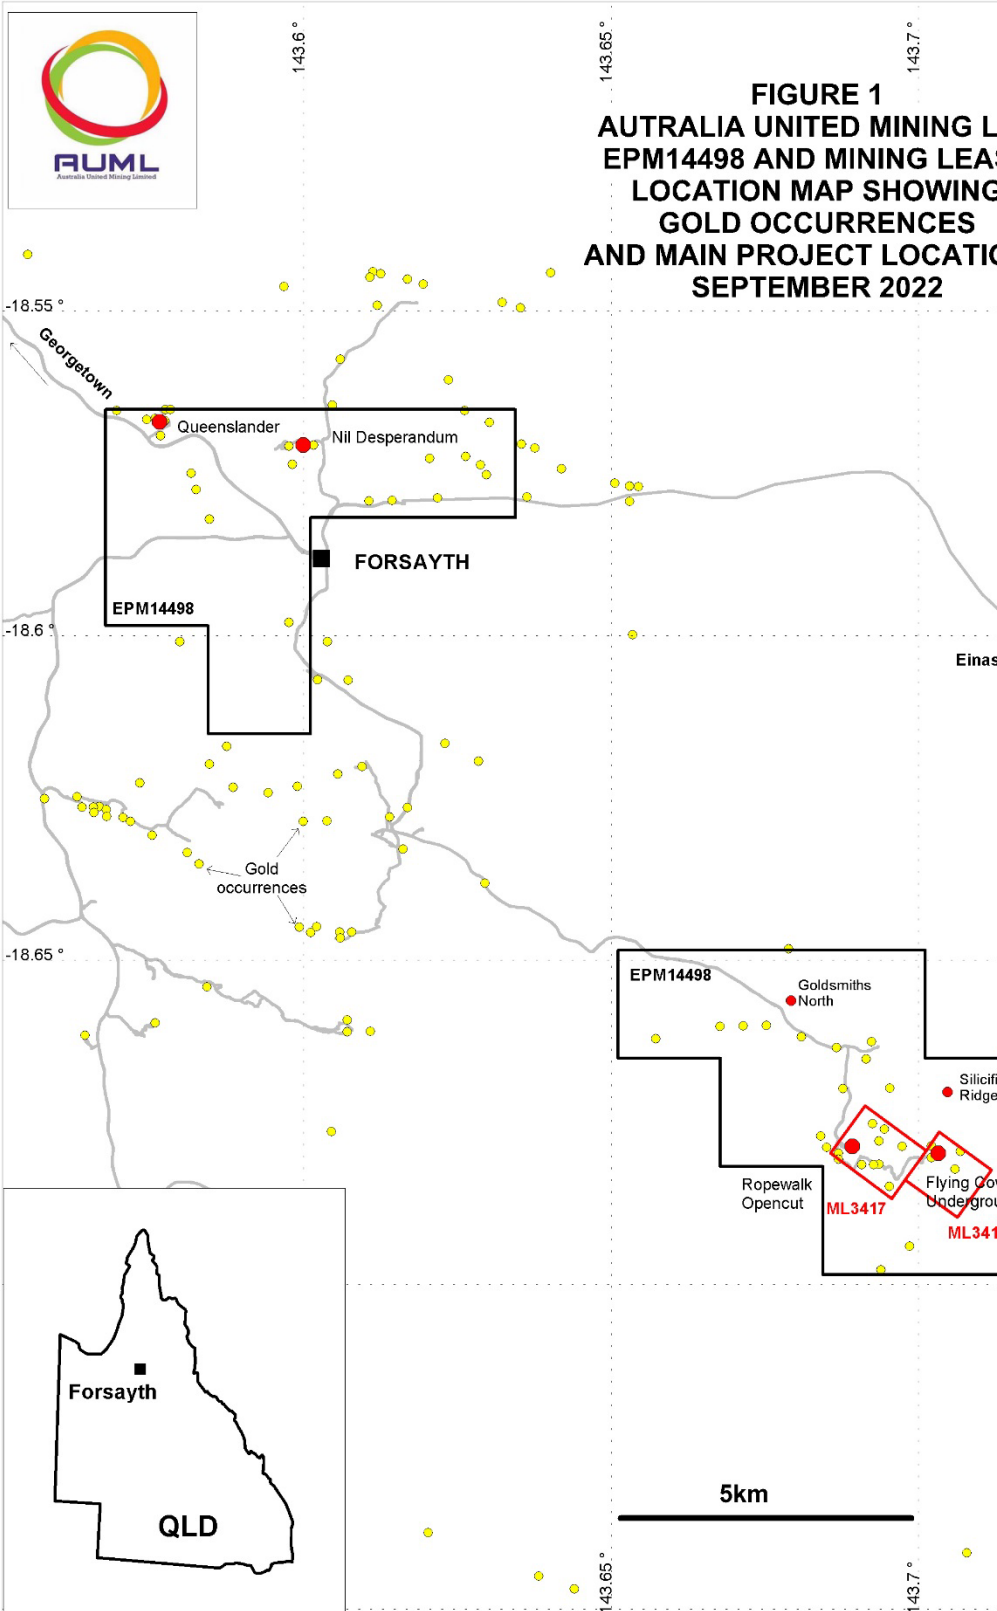 143.6 °
143.65 °
143.7 °
AUML
Australia United Mining Limited
FIGURE 1
AUTRALIA UNITED MINING L
EPM14498 AND MINING LEAS
LOCATION MAP SHOWING
GOLD OCCURRENCES
AND MAIN PROJECT LOCATIO
SEPTEMBER 2022
-18.55 °
Georgetown
Queenslander
Nil Desperandum
FORSAYTH
EPM14498
-18.6 °
Einas
Gold
occurrences
-18.65 °
EPM14498
Goldsmiths
North
Silicifi
Ridge
Ropewalk
Opencut
ML3417
Flying Cow
Undergrou
ML341
Forsayth
QLD
5km
143.65 °
143.7 °